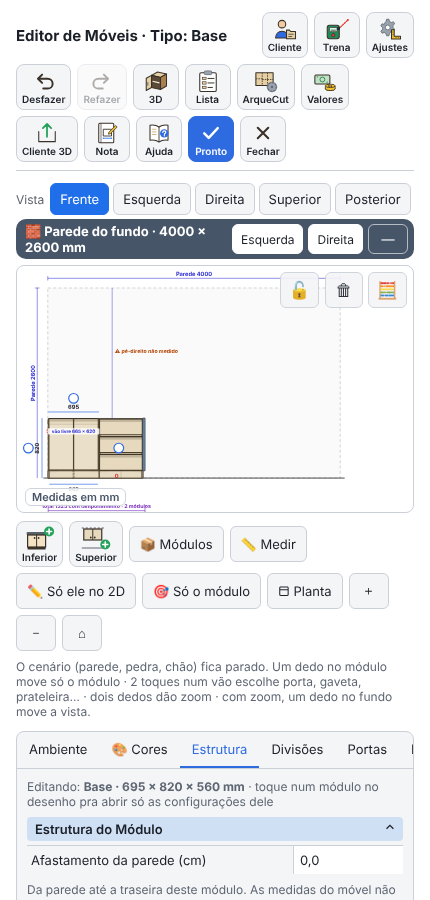 Editor de Móveis · Tipo: Base
Cliente
Trena
Ajustes
Desfazer
Refazer
3D
Lista
ArqueCut
Valores
Cliente 3D
Nota
Ajuda
Pronto
Fechar
Vista
Frente
Esquerda
Direita
Superior
Posterior
Parede do fundo · 4000 ×
2600 mm
Esquerda
Direita
—
Parede 4000
Parede 2600
pé-direito não medido
695
vão livre 665 × 620
820
Medidas em mm
Inferior
Superior
Módulos
Medir
Só ele no 2D
Só o módulo
Planta
+
−
⌂
O cenário (parede, pedra, chão) fica parado. Um dedo no módulo
move só o módulo · 2 toques num vão escolhe porta, gaveta,
prateleira... · dois dedos dão zoom · com zoom, um dedo no fundo
move a vista.
Ambiente
Cores
Estrutura
Divisões
Portas
Editando: Base · 695 × 820 × 560 mm · toque num módulo no
desenho pra abrir só as configurações dele
Estrutura do Módulo
Afastamento da parede (cm)
0,0
Da parede até a traseira deste módulo. As medidas do móvel não